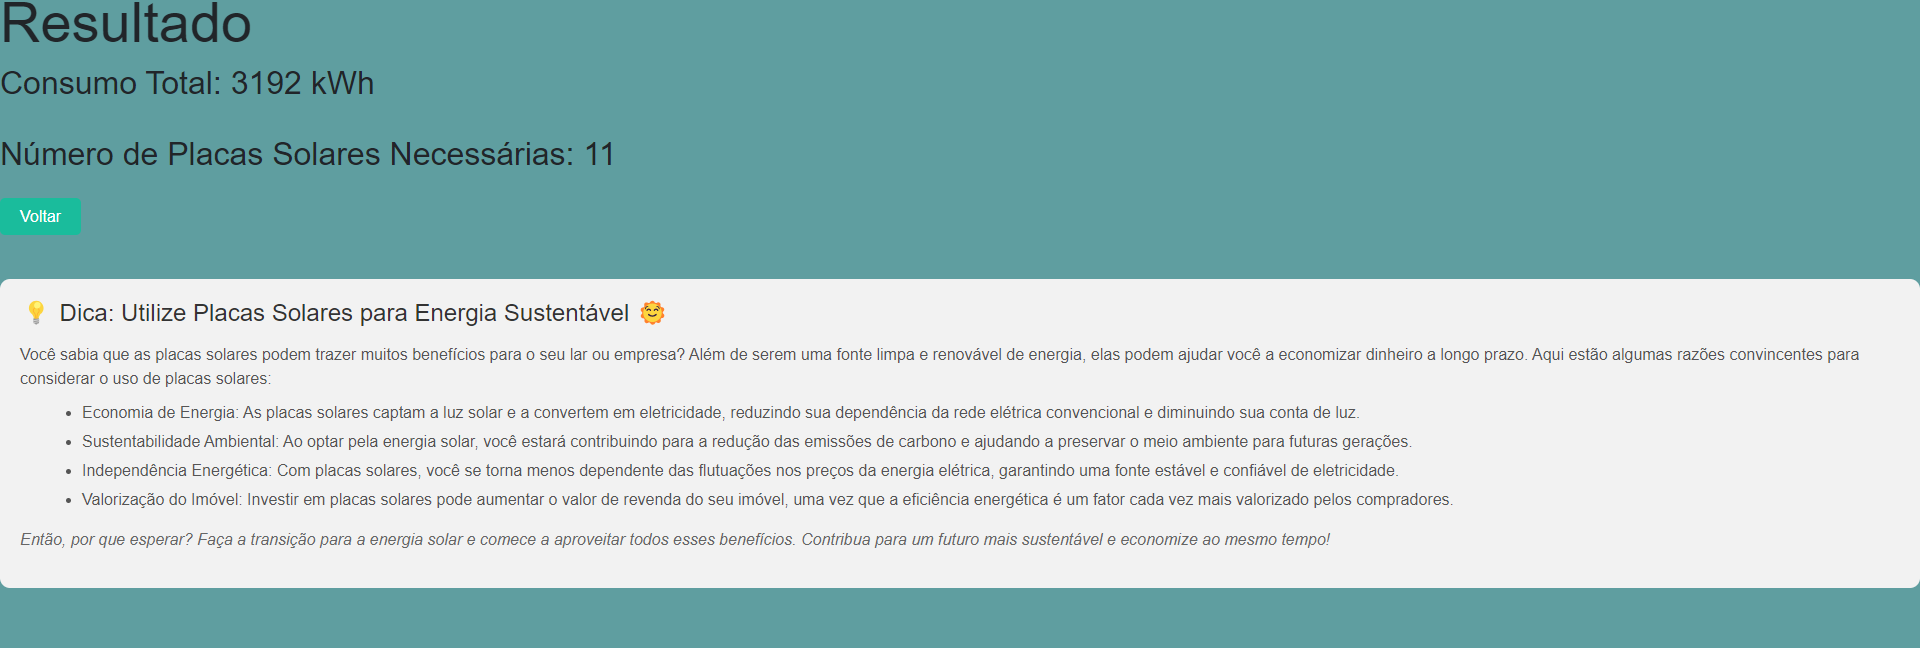 Resultado
Consumo Total: 3192 kWh
Número de Placas Solares Necessárias: 11
Voltar
💡 Dica: Utilize Placas Solares para Energia Sustentável 🌞
Você sabia que as placas solares podem trazer muitos benefícios para o seu lar ou empresa? Além de serem uma fonte limpa e renovável de energia, elas podem ajudar você a economizar dinheiro a longo prazo. Aqui estão algumas razões convincentes para
considerar o uso de placas solares:
• Economia de Energia: As placas solares captam a luz solar e a convertem em eletricidade, reduzindo sua dependência da rede elétrica convencional e diminuindo sua conta de luz.
• Sustentabilidade Ambiental: Ao optar pela energia solar, você estará contribuindo para a redução das emissões de carbono e ajudando a preservar o meio ambiente para futuras gerações.
• Independência Energética: Com placas solares, você se torna menos dependente das flutuações nos preços da energia elétrica, garantindo uma fonte estável e confiável de eletricidade.
• Valorização do Imóvel: Investir em placas solares pode aumentar o valor de revenda do seu imóvel, uma vez que a eficiência energética é um fator cada vez mais valorizado pelos compradores.
Então, por que esperar? Faça a transição para a energia solar e comece a aproveitar todos esses benefícios. Contribua para um futuro mais sustentável e economize ao mesmo tempo!